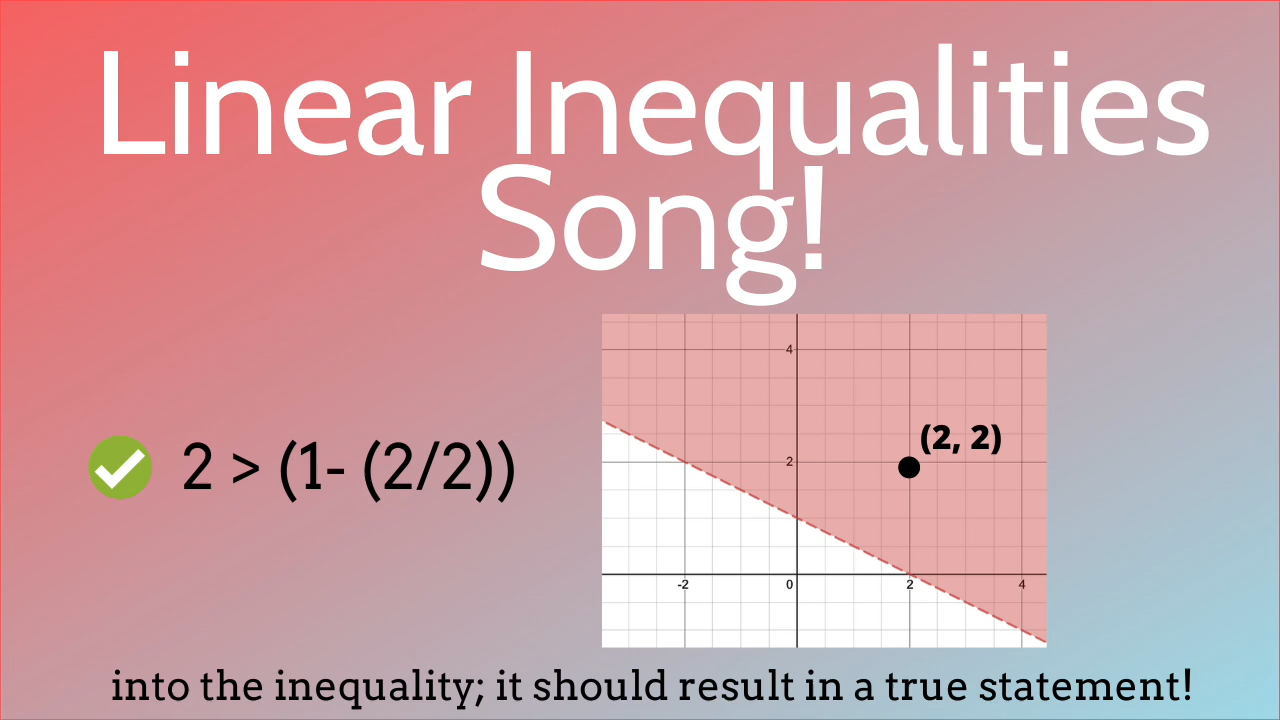 Linear Inequalities
Song!
4
(2, 2)
2 > (1- (2/2))
2
-2 0 2 4
into the inequality; it should result in a true statement!